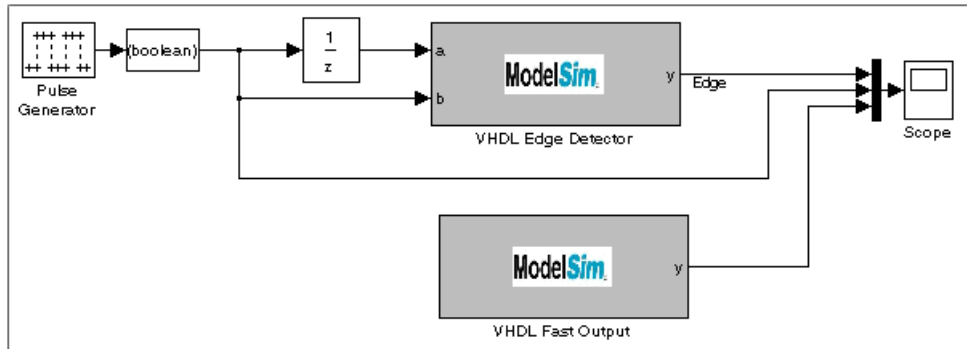 Pulse
Generator
(boolean)
1
z
a
b
ModelSim
y
VHDL Edge Detector
Edge
Scope
ModelSim
y
VHDL Fast Output